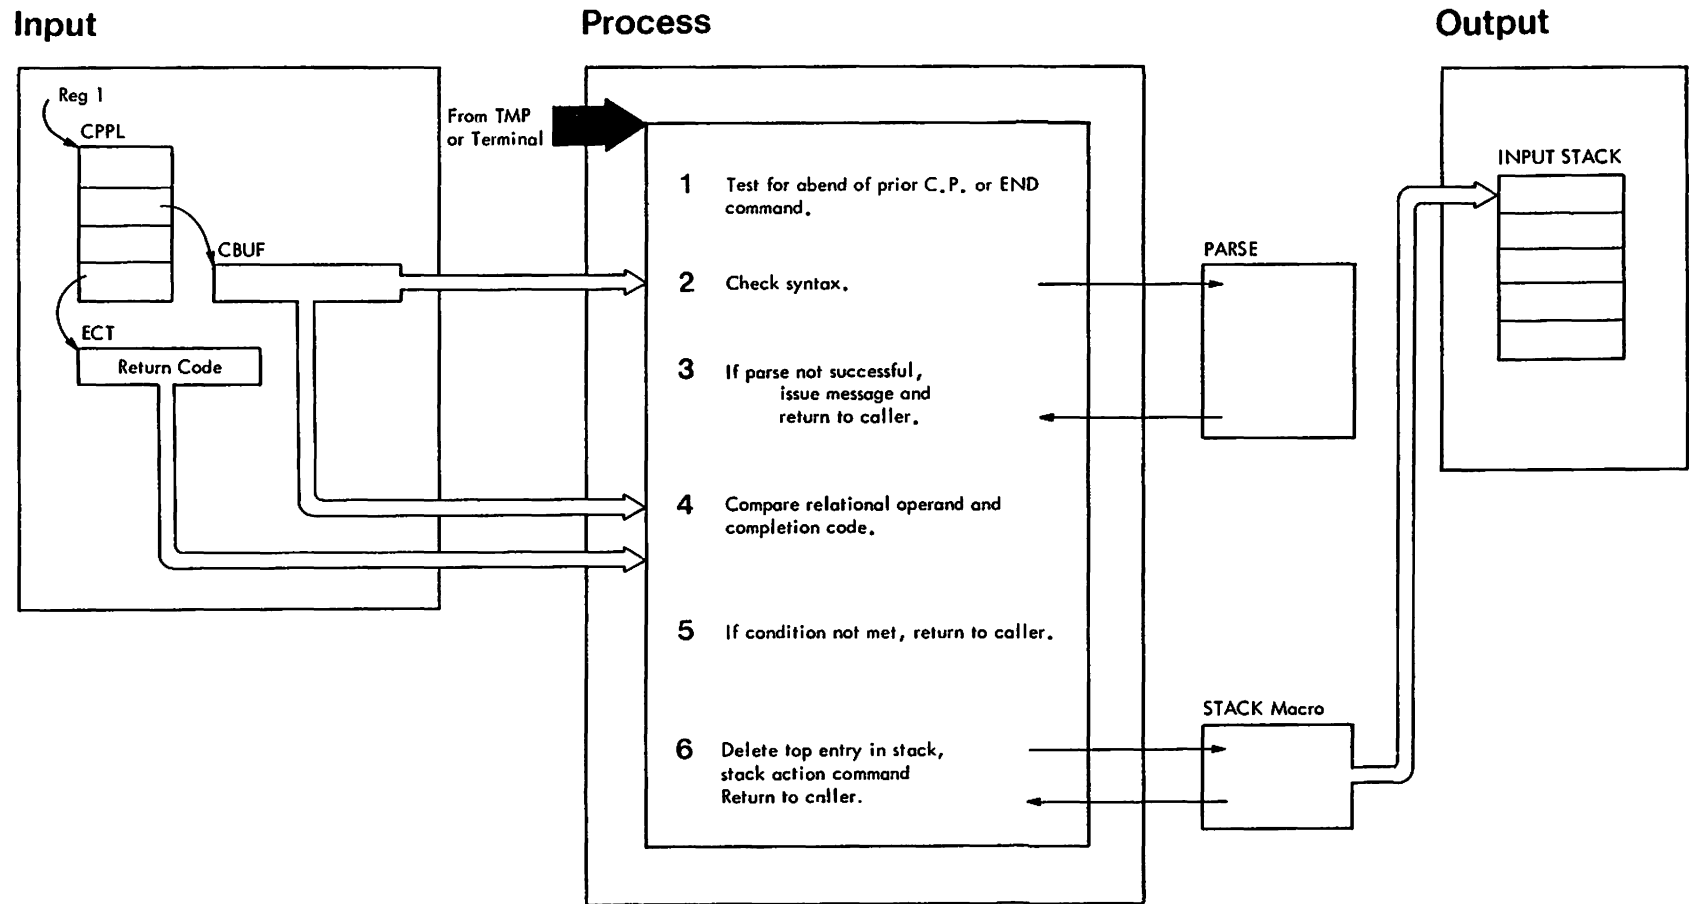 Input
Process
Output
Reg 1
CPPL
CBUF
ECT
Return Code
From TMP
or Terminal
1 Test for abend of prior C.P. or END
command.
2 Check syntax.
3 If parse not successful,
issue message and
return to caller.
4 Compare relational operand and
completion code.
5 If condition not met, return to caller.
6 Delete top entry in stack,
stack action command
Return to caller.
PARSE
STACK Macro
INPUT STACK